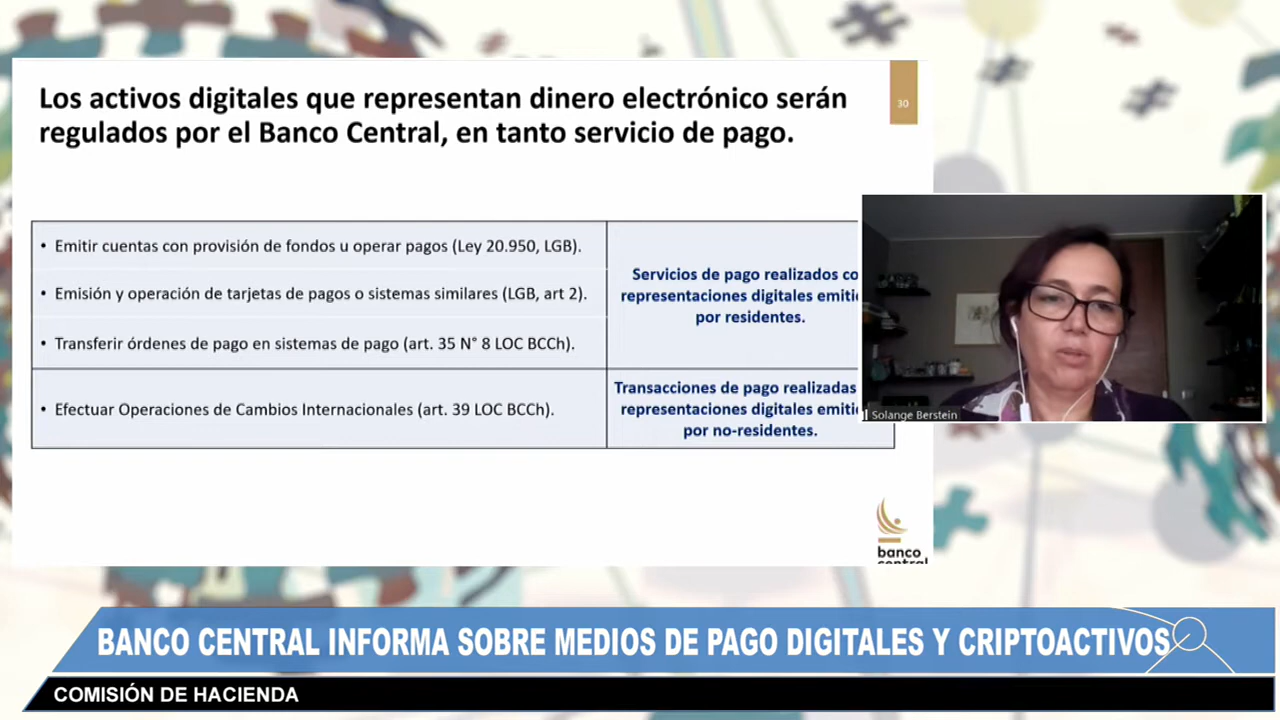 Los activos digitales que representan dinero electrónico serán
regulados por el Banco Central, en tanto servicio de pago.
30
• Emitir cuentas con provisión de fondos u operar pagos (Ley 20.950, LGB).
• Emisión y operación de tarjetas de pagos o sistemas similares (LGB, art 2).
• Transferir órdenes de pago en sistemas de pago (art. 35 N° 8 LOC BCCh).
Servicios de pago realizados co
representaciones digitales emiti
por residentes.
• Efectuar Operaciones de Cambios Internacionales (art. 39 LOC BCCh).
Transacciones de pago realizadas
representaciones digitales emiti
por no-residentes.
Solange Berstein
banco
central
BANCO CENTRAL INFORMA SOBRE MEDIOS DE PAGO DIGITALES Y CRIPTOACTIVOS
COMISIÓN DE HACIENDA